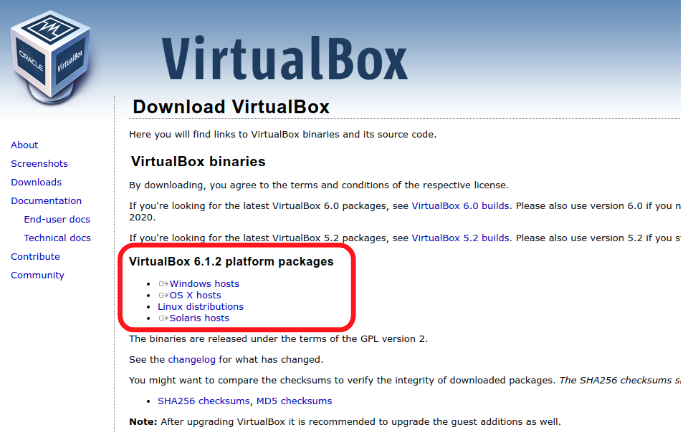 ORACLE
VirtualBox
VirtualBox
Download VirtualBox
Here you will find links to VirtualBox binaries and its source code.
About
VirtualBox binaries
Screenshots
Downloads
By downloading, you agree to the terms and conditions of the respective license.
Documentation
If you're looking for the latest VirtualBox 6.0 packages, see VirtualBox 6.0 builds. Please also use version 6.0 if you n
2020.
End-user docs
Technical docs
If you're looking for the latest VirtualBox 5.2 packages, see VirtualBox 5.2 builds. Please also use version 5.2 if you s
Contribute
Community
VirtualBox 6.1.2 platform packages
• Windows hosts
• OS X hosts
• Linux distributions
• Solaris hosts
The binaries are released under the terms of the GPL version 2.
See the changelog for what has changed.
You might want to compare the checksums to verify the integrity of downloaded packages. The SHA256 checksums s
• SHA256 checksums, MD5 checksums
Note: After upgrading VirtualBox it is recommended to upgrade the guest additions as well.